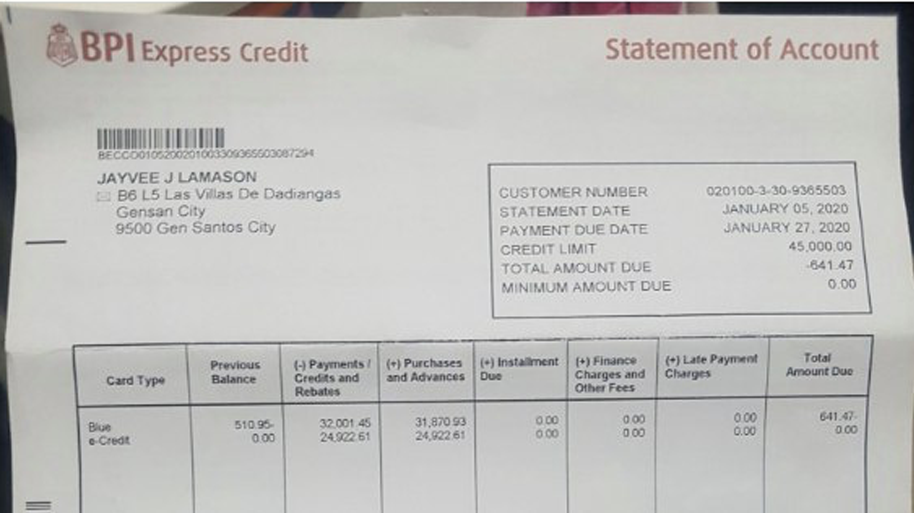 BPI Express Credit
Statement of Account
BECCO0105200201003309365503087294
JAYVEE J LAMASON
B6 L5 Las Villas De Dadiangas
Gensan City
9500 Gen Santos City
CUSTOMER NUMBER 020100-3-30-9365503
STATEMENT DATE JANUARY 05, 2020
PAYMENT DUE DATE JANUARY 27, 2020
CREDIT LIMIT 45,000.00
TOTAL AMOUNT DUE -641.47
MINIMUM AMOUNT DUE 0.00
Card Type
Previous
Balance
(-) Payments /
Credits and
Rebates
(+) Purchases
and Advances
(+) Installment
Due
(+) Finance
Charges and
Other Fees
(+) Late Payment
Charges
Total
Amount Due
Blue 510.95- 32,001.45 31,870.93 0.00 0.00 0.00 641.47-
e-Credit 0.00 24,922.61 24,922.61 0.00 0.00 0.00 0.00